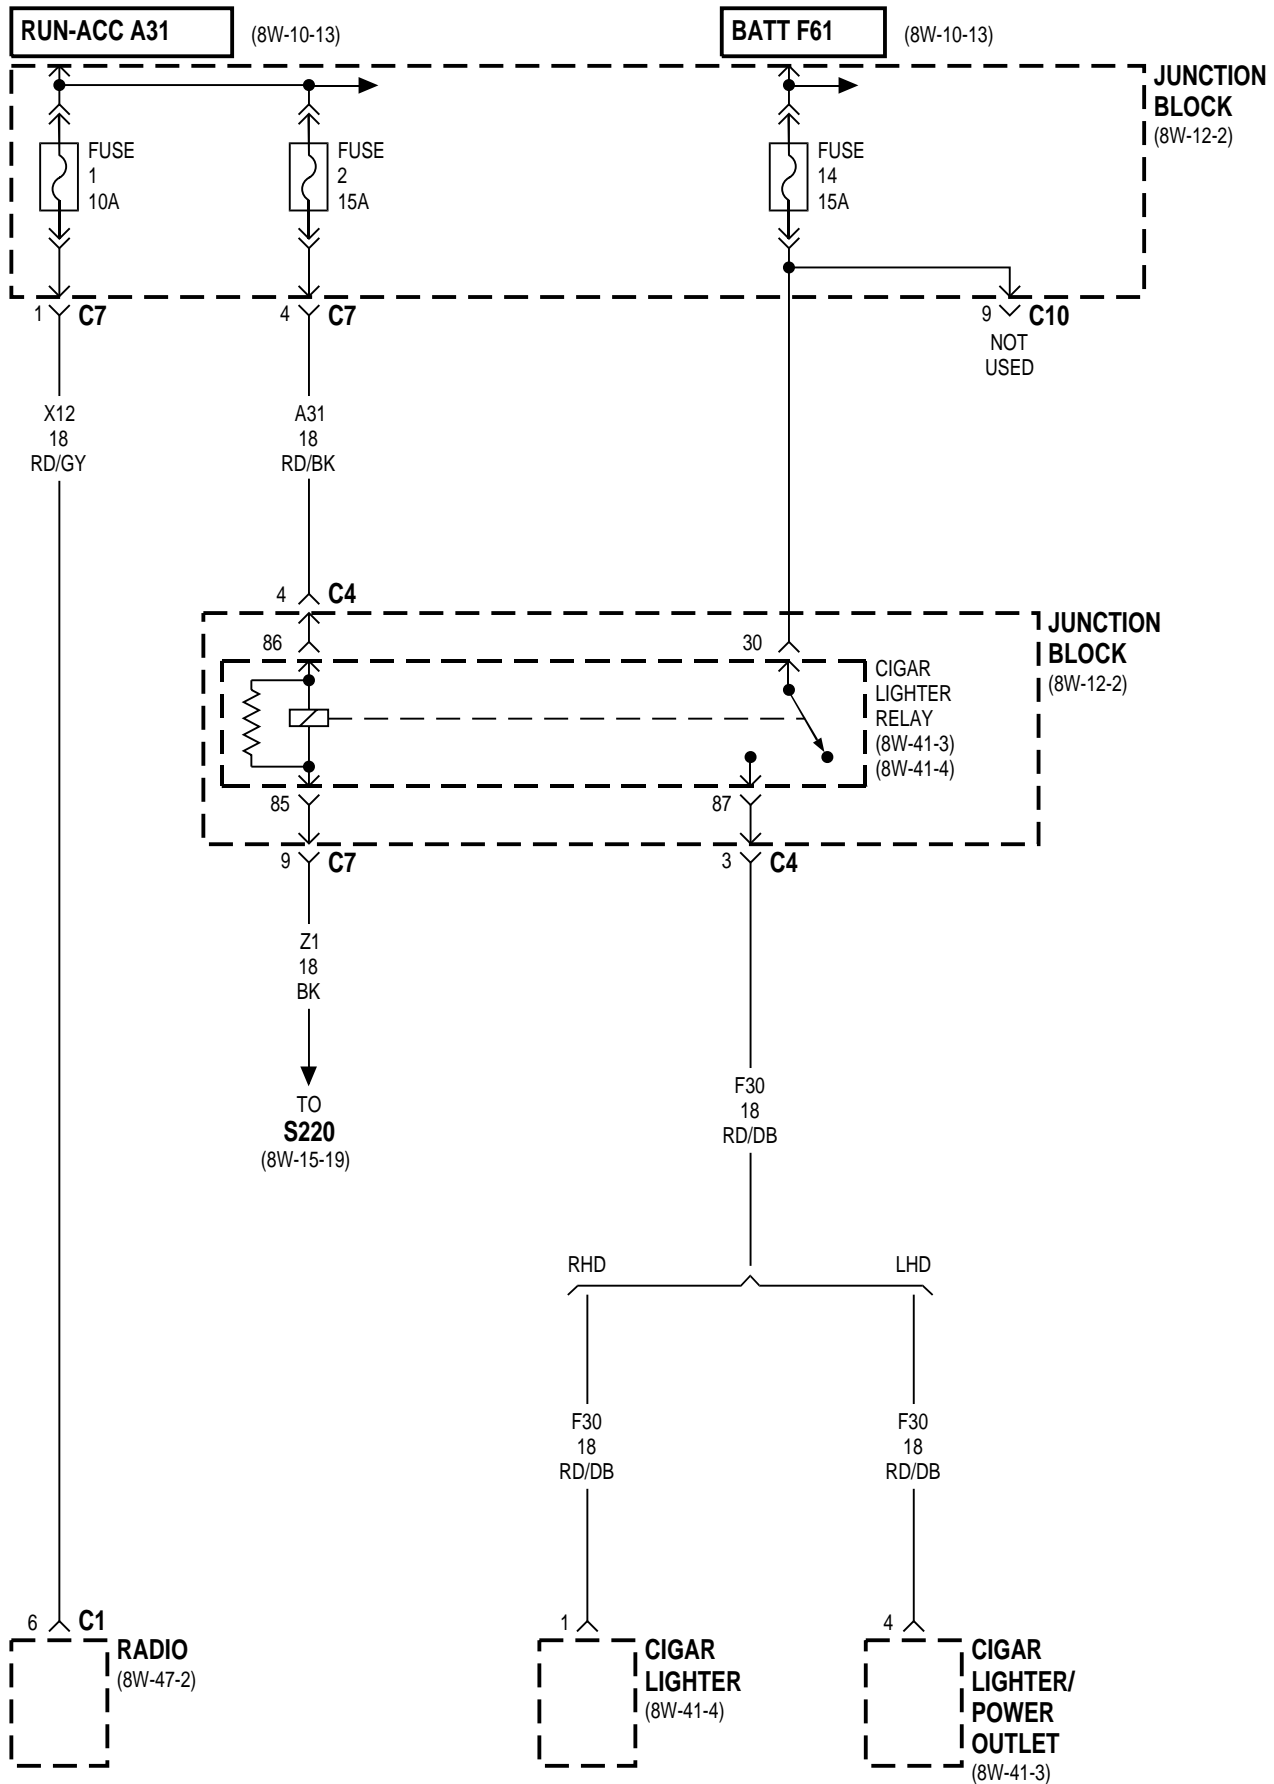 RUN-ACC A31
(8W-10-13)
BATT F61
(8W-10-13)
JUNCTION
BLOCK
(8W-12-2)
FUSE
1
10A
FUSE
2
15A
FUSE
14
15A
1
C7
4
C7
9
C10
NOT
USED
X12
18
RD/GY
A31
18
RD/BK
4
C4
86
30
JUNCTION
BLOCK
(8W-12-2)
CIGAR
LIGHTER
RELAY
(8W-41-3)
(8W-41-4)
85
87
9
C7
3
C4
Z1
18
BK
TO
S220
(8W-15-19)
F30
18
RD/DB
RHD
LHD
F30
18
RD/DB
F30
18
RD/DB
6
C1
RADIO
(8W-47-2)
1
CIGAR
LIGHTER
(8W-41-4)
4
CIGAR
LIGHTER/
POWER
OUTLET
(8W-41-3)